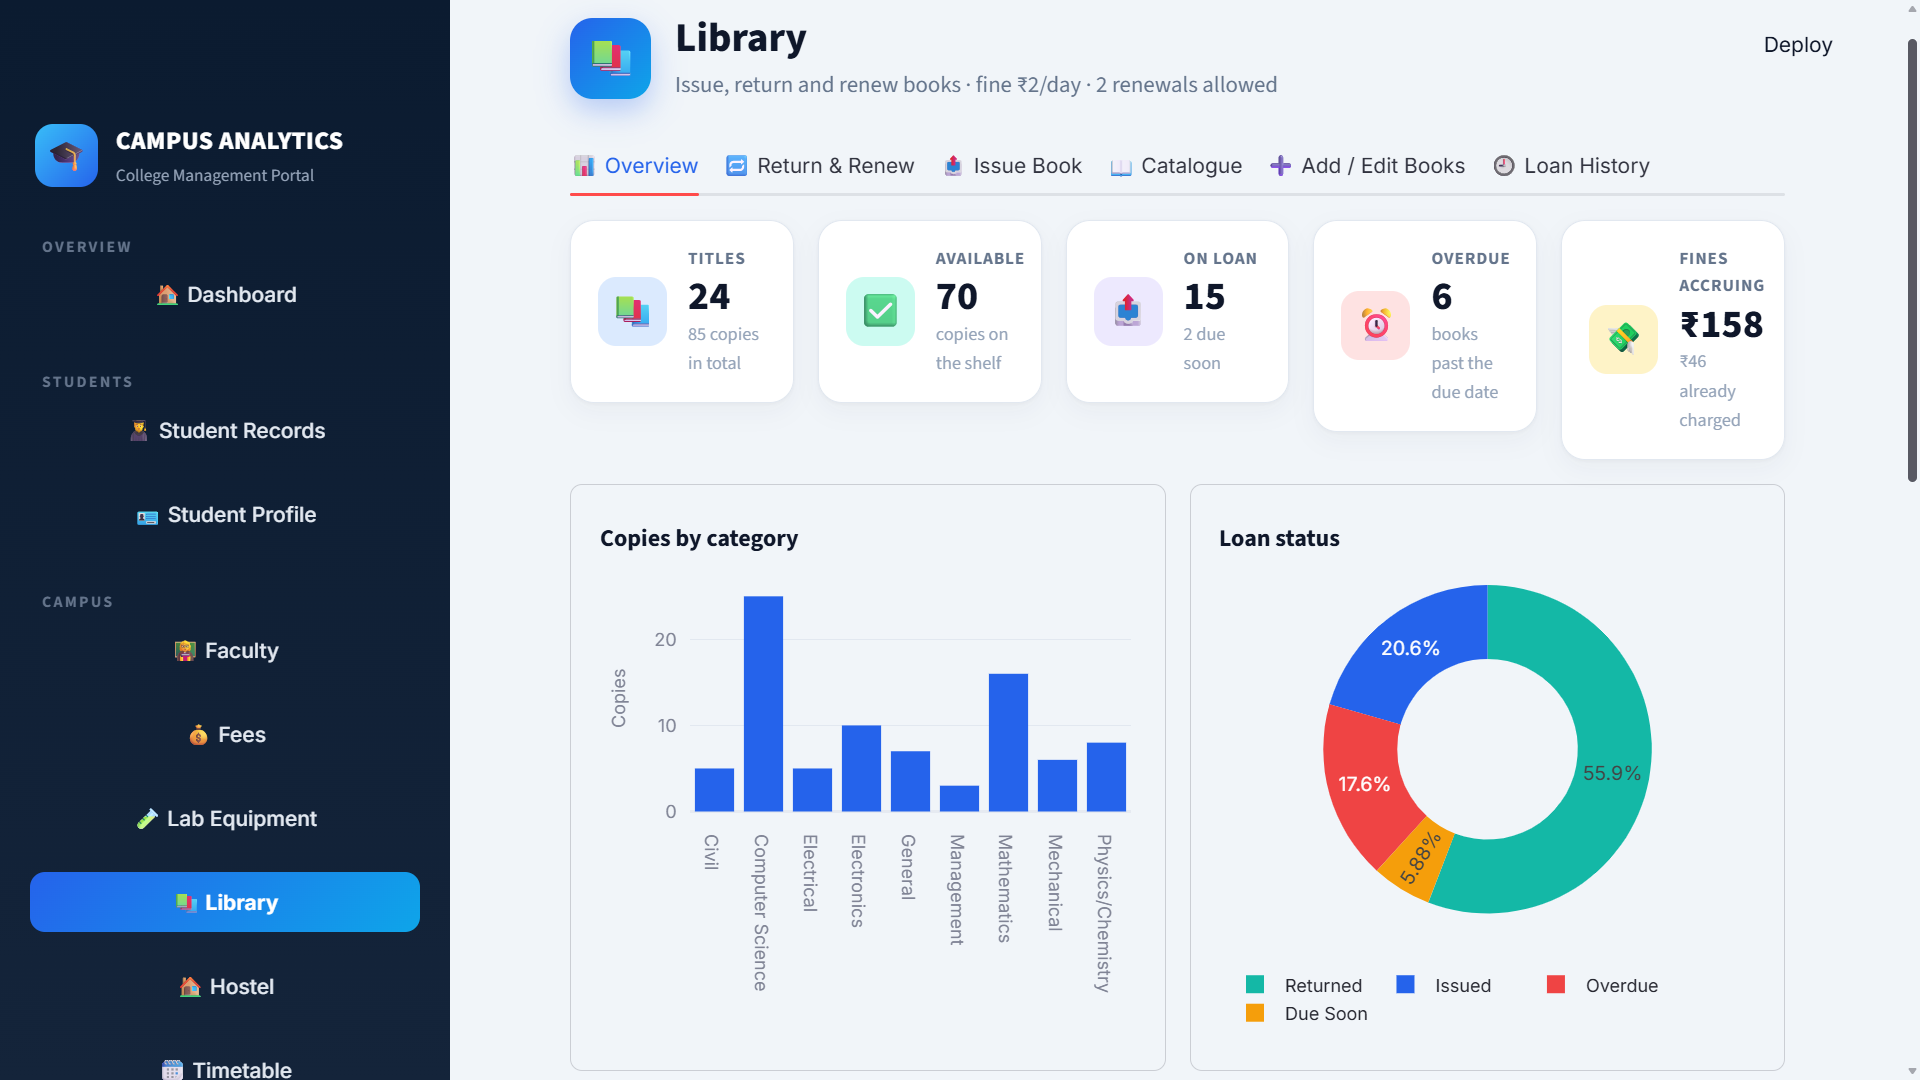 CAMPUS ANALYTICS
College Management Portal
OVERVIEW
Dashboard
STUDENTS
Student Records
Student Profile
CAMPUS
Faculty
Fees
Lab Equipment
Library
Hostel
Timetable
Deploy
Library
Issue, return and renew books · fine ₹2/day · 2 renewals allowed
Overview
Return & Renew
Issue Book
Catalogue
Add / Edit Books
Loan History
TITLES
24
85 copies
in total
AVAILABLE
70
copies on
the shelf
ON LOAN
15
2 due
soon
OVERDUE
6
books
past the
due date
FINES
ACCRUING
₹158
₹46
already
charged
Copies by category
Copies
20
10
0
Civil
Computer Science
Electrical
Electronics
General
Management
Mathematics
Mechanical
Physics/Chemistry
Loan status
20.6%
55.9%
17.6%
5.88%
Returned
Issued
Overdue
Due Soon